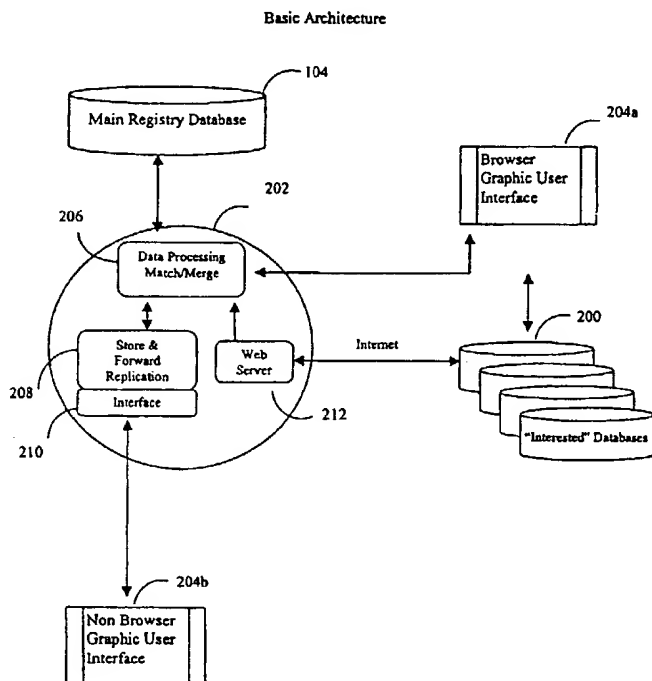 Basic Architecture
104
Main Registry Database
204a
Browser
Graphic User
Interface
202
206
Data Processing
Match/Merge
200
Store &
Forward
Replication
Web
Server
Internet
208
Interface
212
"Interested" Databases
210
204b
Non Browser
Graphic User
Interface